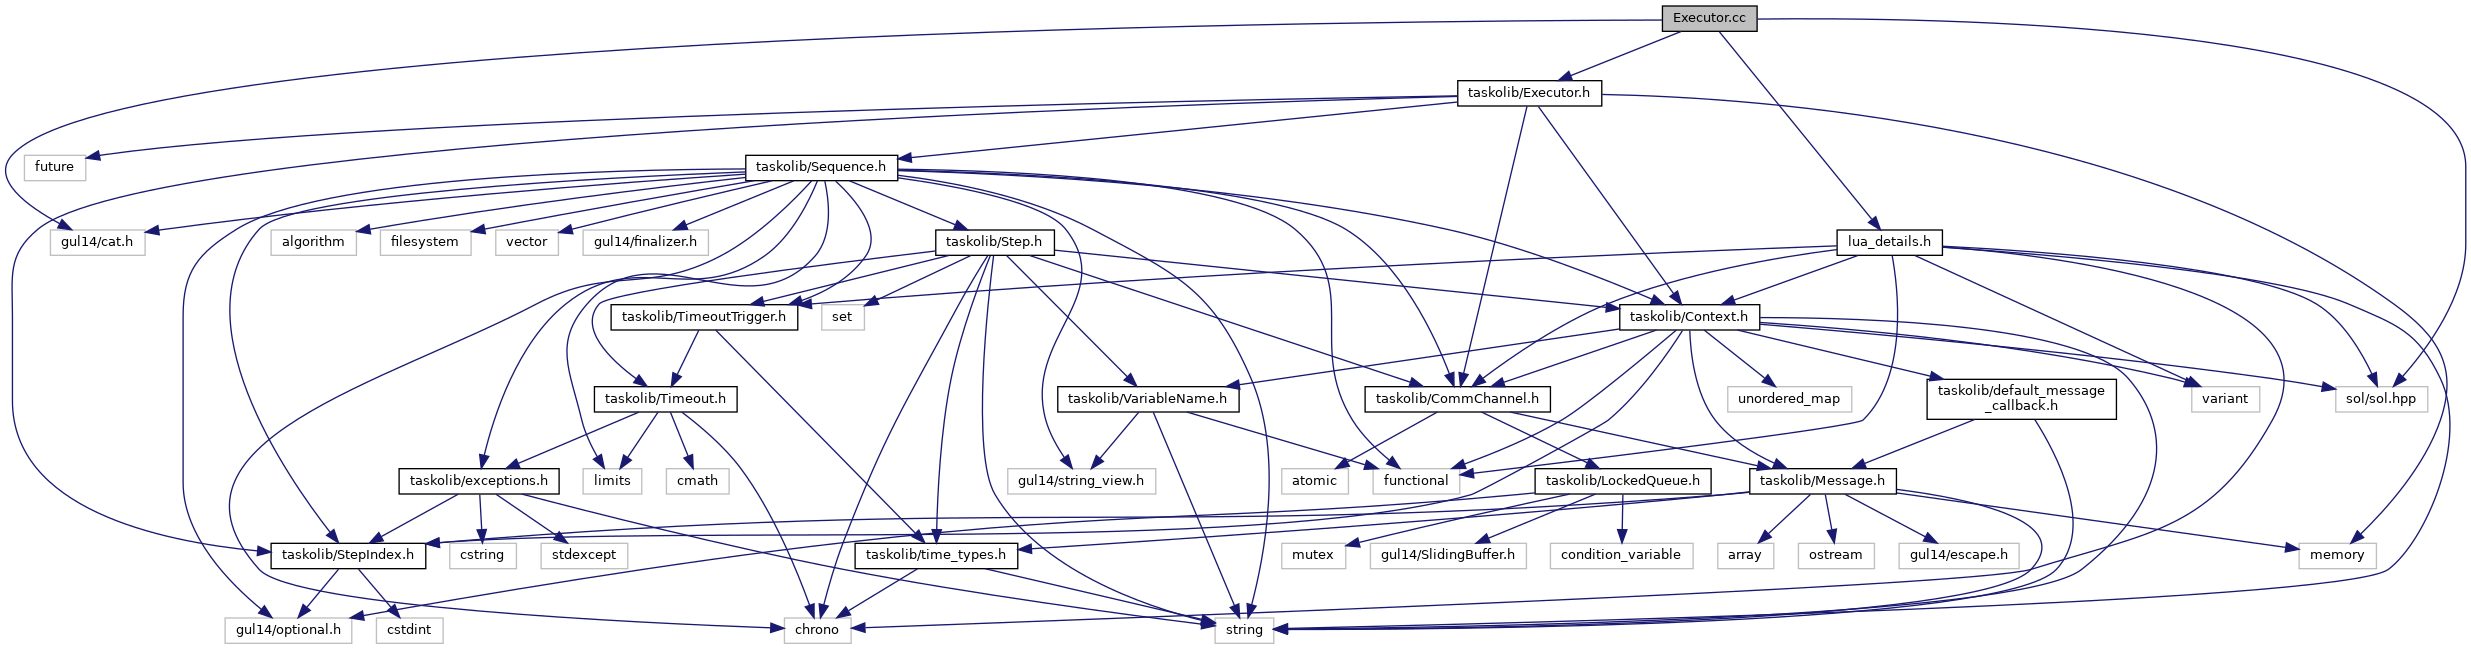 Executor.cc
taskolib/Executor.h
future
taskolib/Sequence.h
gul14/cat.h
algorithm
filesystem
vector
gul14/finalizer.h
taskolib/Step.h
lua_details.h
taskolib/TimeoutTrigger.h
set
taskolib/Context.h
taskolib/Timeout.h
taskolib/VariableName.h
taskolib/CommChannel.h
unordered_map
taskolib/default_message
_callback.h
variant
sol/sol.hpp
taskolib/exceptions.h
limits
cmath
gul14/string_view.h
atomic
functional
taskolib/LockedQueue.h
taskolib/Message.h
taskolib/StepIndex.h
cstring
stdexcept
taskolib/time_types.h
mutex
gul14/SlidingBuffer.h
condition_variable
array
ostream
gul14/escape.h
memory
gul14/optional.h
cstdint
chrono
string